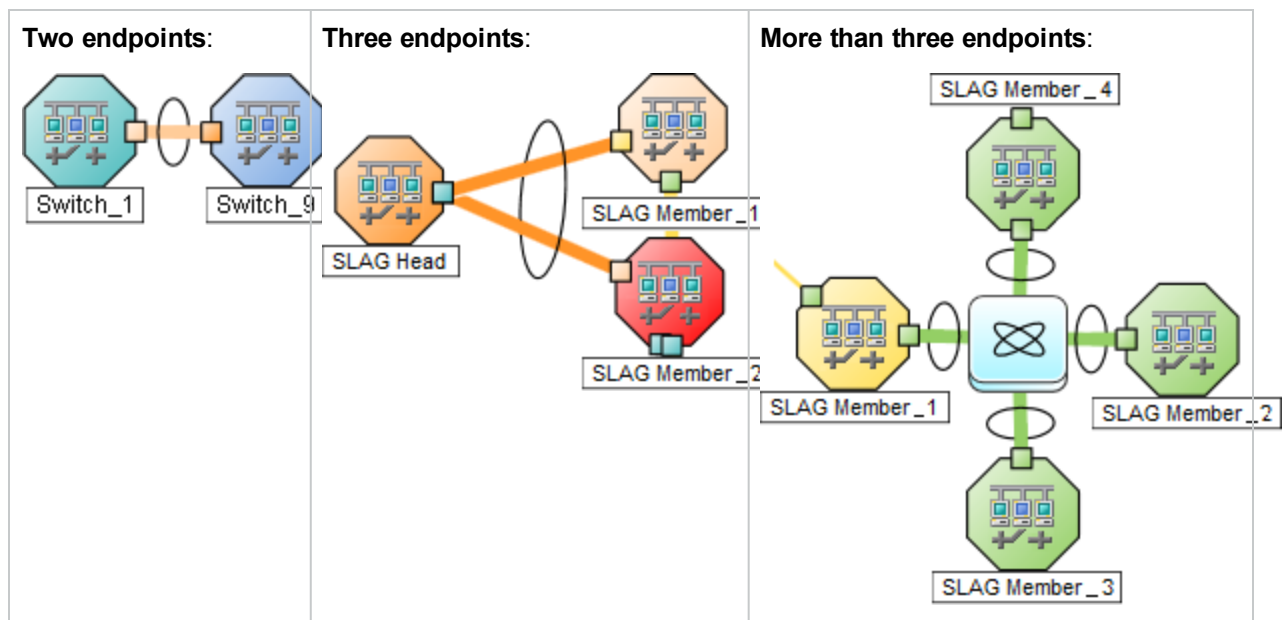 Two endpoints:
Three endpoints:
More than three endpoints:
Switch_1
Switch_9
SLAG Head
SLAG Member_1
SLAG Member_2
SLAG Member_4
SLAG Member_1
SLAG Member_2
SLAG Member_3